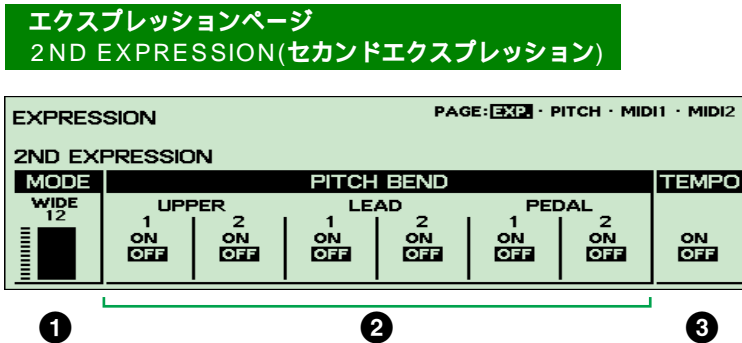 エクスプレッションページ
2ND EXPRESSION(セカンドエクスプレッション)
EXPRESSION PAGE:EXP.・PITCH・MIDI1・MIDI2
2ND EXPRESSION
MODE PITCH BEND TEMPO
WIDE UPPER LEAD PEDAL
12 1 2 1 2 1 2
ON ON ON ON ON ON ON
OFF OFF OFF OFF OFF OFF OFF
❶ ❷ ❸